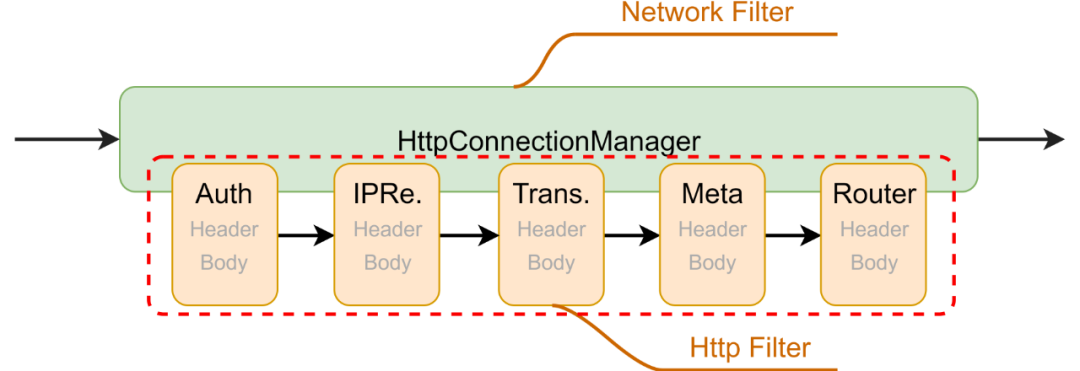 Network Filter
HttpConnectionManager
Auth
Header
Body
IPRe.
Header
Body
Trans.
Header
Body
Meta
Header
Body
Router
Header
Body
Http Filter